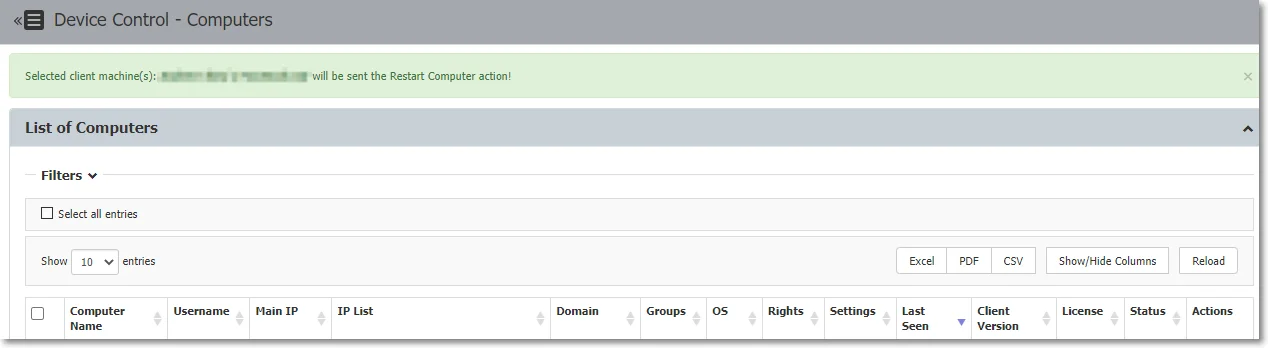 Device Control - Computers
Selected client machine(s): will be sent the Restart Computer action!
List of Computers
Filters
Select all entries
Show 10 entries Excel PDF CSV Show/Hide Columns Reload
Computer Name Username Main IP IP List Domain Groups OS Rights Settings Last Seen Client Version License Status Actions